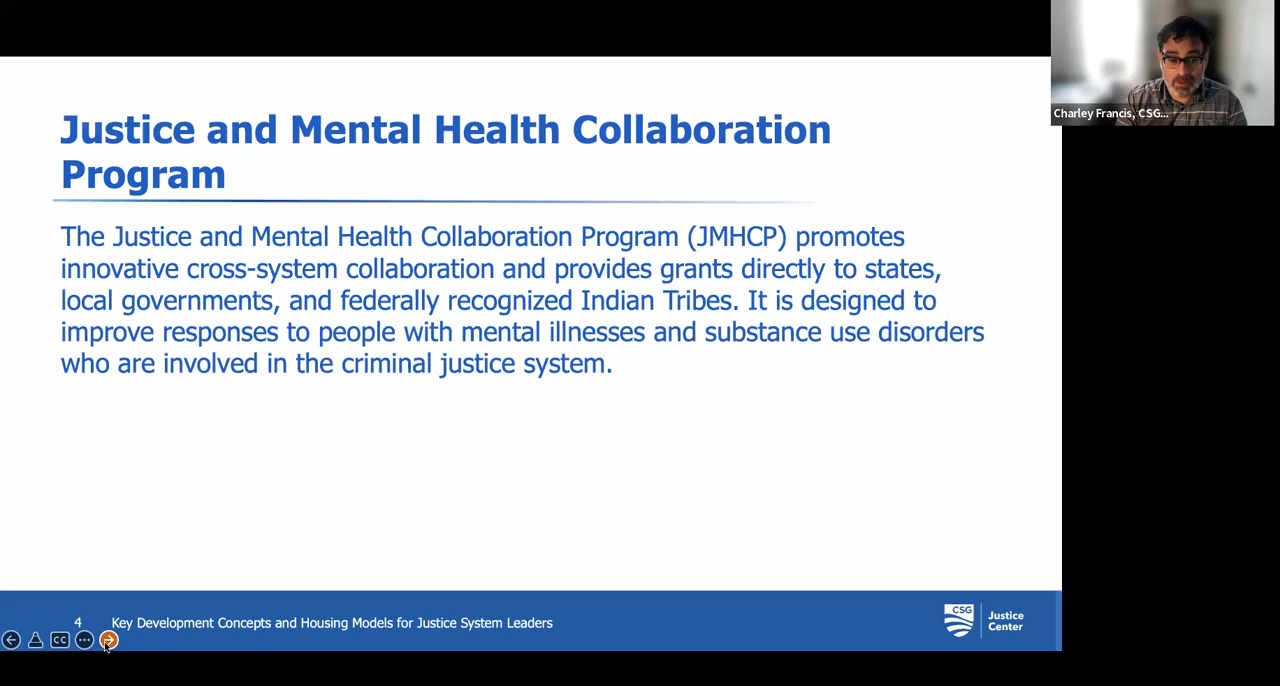 Justice and Mental Health Collaboration
Program
The Justice and Mental Health Collaboration Program (JMHCP) promotes
innovative cross-system collaboration and provides grants directly to states,
local governments, and federally recognized Indian Tribes. It is designed to
improve responses to people with mental illnesses and substance use disorders
who are involved in the criminal justice system.
Charley Francis, CSG...
4 Key Development Concepts and Housing Models for Justice System Leaders
CSG
Justice
Center
CC